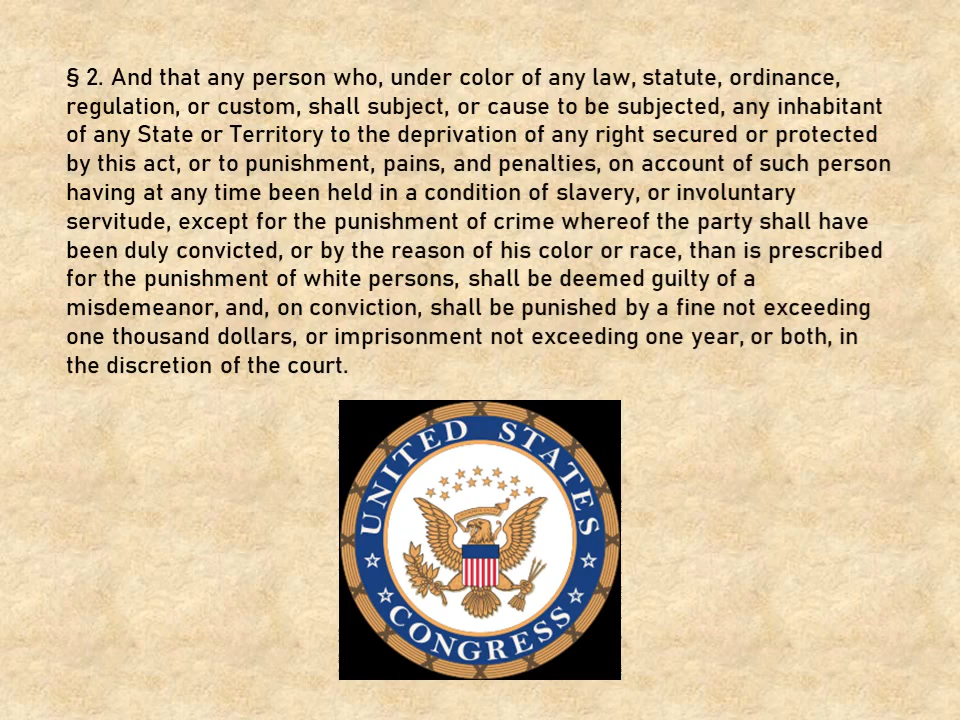 § 2. And that any person who, under color of any law, statute, ordinance,
regulation, or custom, shall subject, or cause to be subjected, any inhabitant
of any State or Territory to the deprivation of any right secured or protected
by this act, or to punishment, pains, and penalties, on account of such person
having at any time been held in a condition of slavery, or involuntary
servitude, except for the punishment of crime whereof the party shall have
been duly convicted, or by the reason of his color or race, than is prescribed
for the punishment of white persons, shall be deemed guilty of a
misdemeanor, and, on conviction, shall be punished by a fine not exceeding
one thousand dollars, or imprisonment not exceeding one year, or both, in
the discretion of the court.
UNITED STATES
CONGRESS